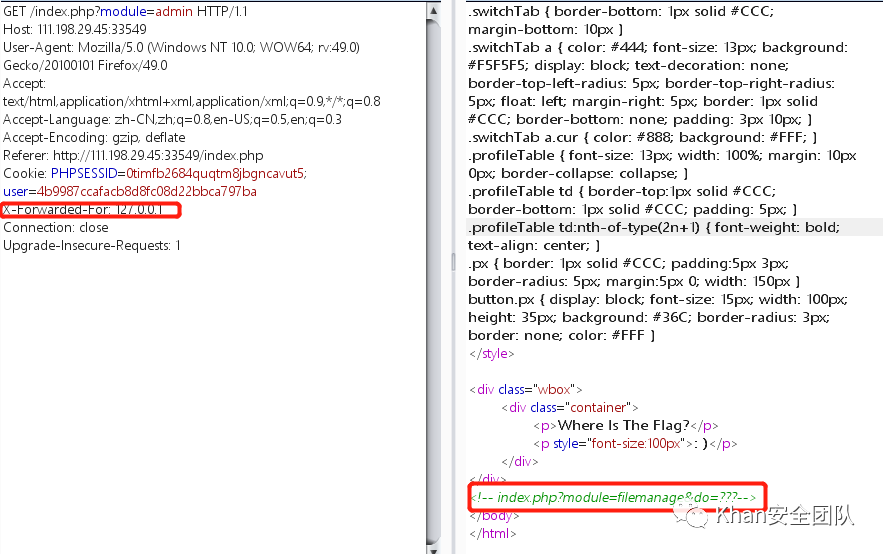 GET /index.php?module=admin HTTP/1.1
Host: 111.198.29.45:33549
User-Agent: Mozilla/5.0 (Windows NT 10.0; WOW64; rv:49.0)
Gecko/20100101 Firefox/49.0
Accept:
text/html,application/xhtml+xml,application/xml;q=0.9,*/*;q=0.8
Accept-Language: zh-CN,zh;q=0.8,en-US;q=0.5,en;q=0.3
Accept-Encoding: gzip, deflate
Referer: http://111.198.29.45:33549/index.php
Cookie: PHPSESSID=0timfb2684quqtm8jbgncavut5;
user=4b9987ccafacb8d8fc08d22bbca797ba
X-Forwarded-For: 127.0.0.1
Connection: close
Upgrade-Insecure-Requests: 1
.switchTab { border-bottom: 1px solid #CCC;
margin-bottom: 10px }
.switchTab a { color: #444; font-size: 13px; background:
#F5F5F5; display: block; text-decoration: none;
border-top-left-radius: 5px; border-top-right-radius:
5px; float: left; margin-right: 5px; border: 1px solid
#CCC; border-bottom: none; padding: 3px 10px; }
.switchTab a.cur { color: #888; background: #FFF; }
.profileTable { font-size: 13px; width: 100%; margin: 10px
0px; border-collapse: collapse; }
.profileTable td { border-top:1px solid #CCC;
border-bottom: 1px solid #CCC; padding: 5px; }
.profileTable td:nth-of-type(2n+1) { font-weight: bold;
text-align: center; }
.px { border: 1px solid #CCC; padding:5px 3px;
border-radius: 5px; margin:5px 0; width: 150px }
button.px { display: block; font-size: 15px; width: 100px;
height: 35px; background: #36C; border-radius: 3px;
border: none; color: #FFF }
</style>
<div class="wbox">
<div class="container">
<p>Where Is The Flag?</p>
<p style="font-size:100px">: )</p>
</div>
</div>
<!-- index.php?module=filemanage&do=???-->
</body>
</html>
Khan安全团队